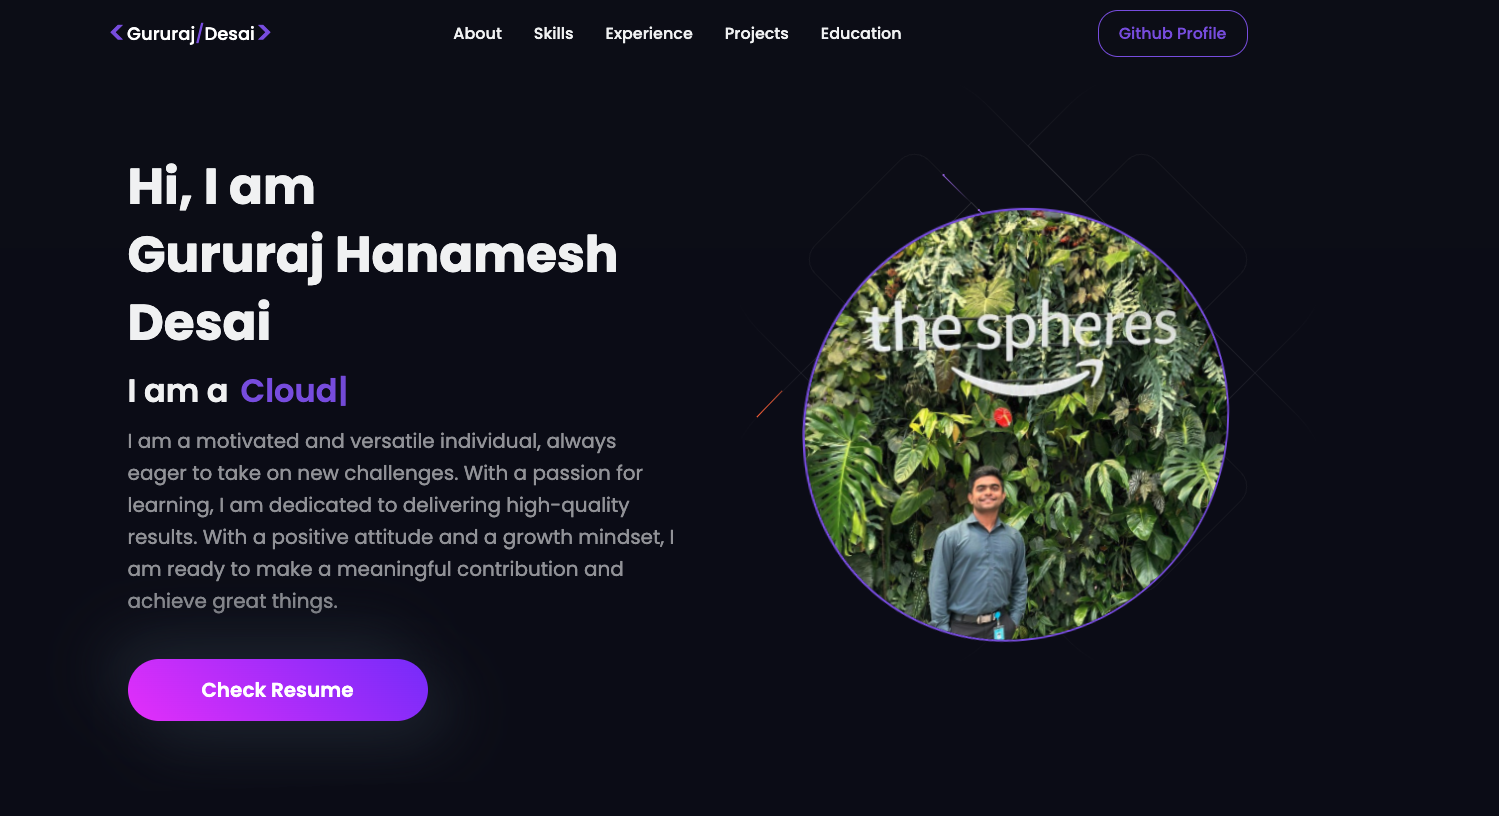 <Gururaj/Desai>
About
Skills
Experience
Projects
Education
Github Profile
Hi, I am
Gururaj Hanamesh
Desai
I am a Cloud|
I am a motivated and versatile individual, always
eager to take on new challenges. With a passion for
learning, I am dedicated to delivering high-quality
results. With a positive attitude and a growth mindset, I
am ready to make a meaningful contribution and
achieve great things.
Check Resume
the spheres